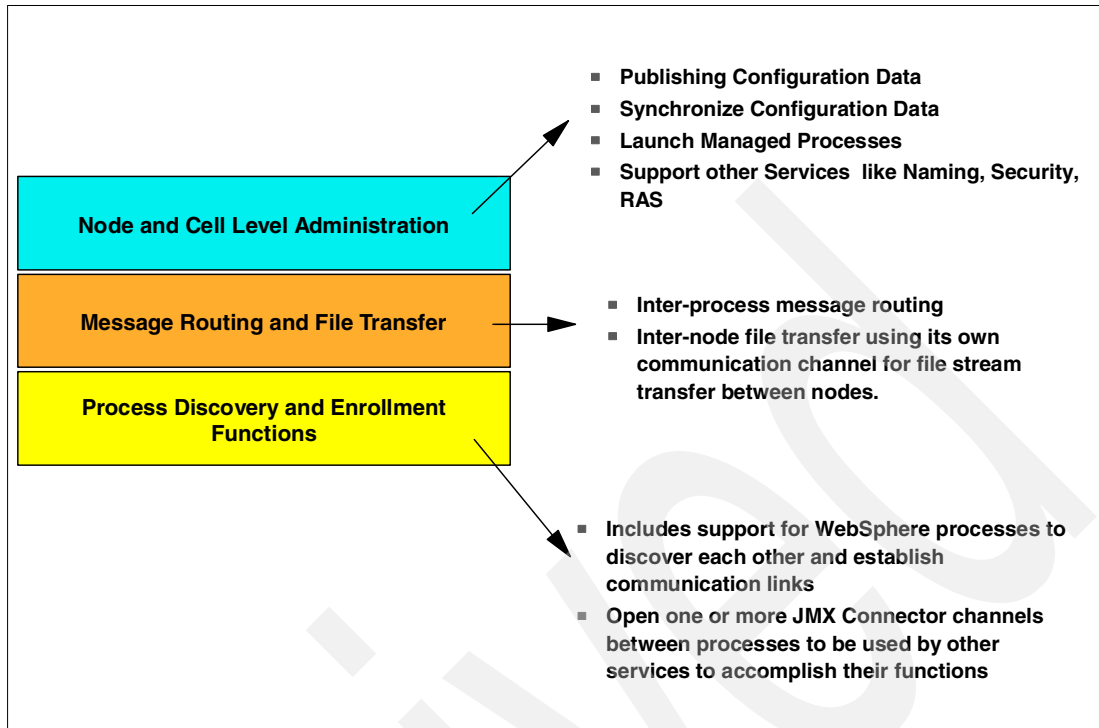 Node and Cell Level Administration
■ Publishing Configuration Data
■ Synchronize Configuration Data
■ Launch Managed Processes
■ Support other Services like Naming, Security,
RAS
Message Routing and File Transfer
■ Inter-process message routing
■ Inter-node file transfer using its own
communication channel for file stream
transfer between nodes.
Process Discovery and Enrollment
Functions
■ Includes support for WebSphere processes to
discover each other and establish
communication links
■ Open one or more JMX Connector channels
between processes to be used by other
services to accomplish their functions
ived